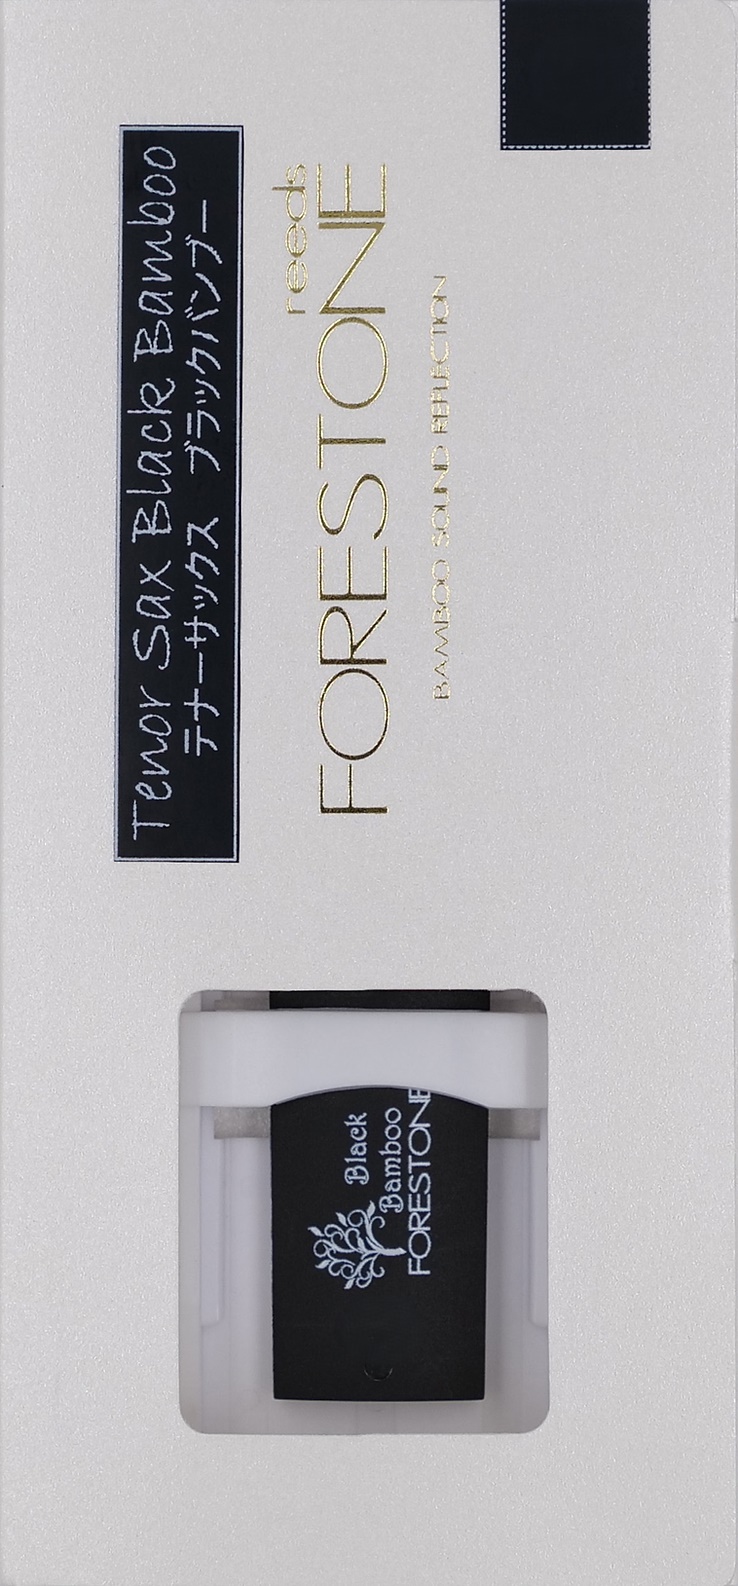 Tenor Sax Black Bamboo
テナーサックス ブラックバンブー
reeds
FORESTONE
BAMBOO SOUND REFLECTION
Black
Bamboo
FORESTONE